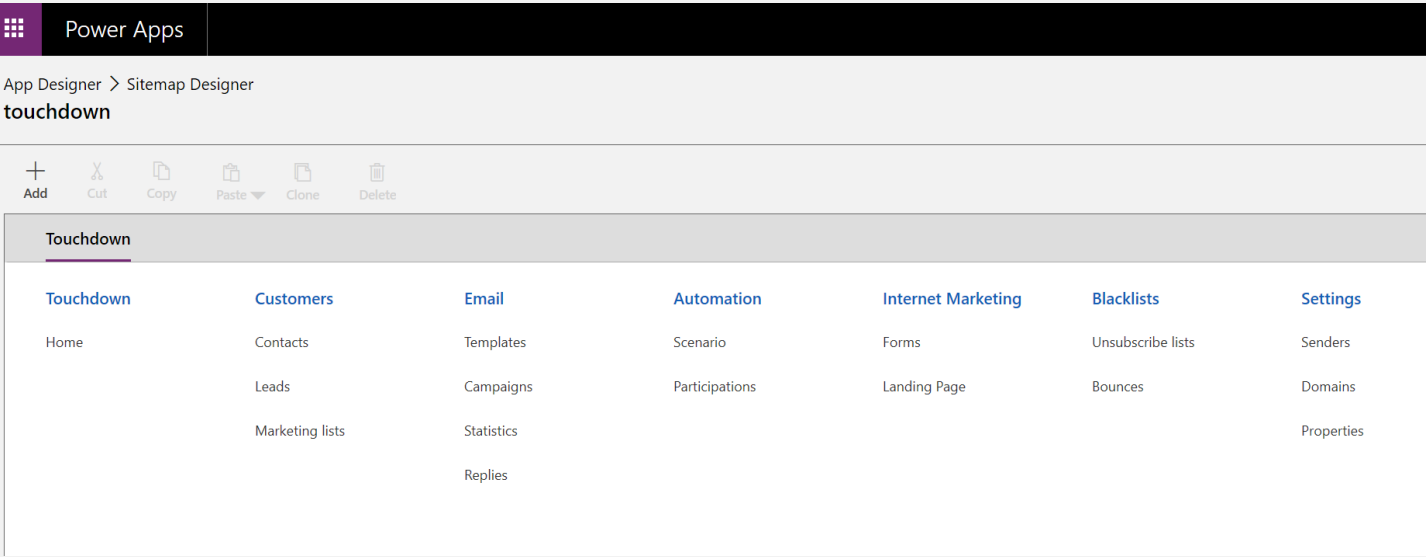 Power Apps
App Designer > Sitemap Designer
touchdown
Add Cut Copy Paste Clone Delete
Touchdown
Touchdown Customers Email Automation Internet Marketing Blacklists Settings
Home Contacts Templates Scenario Forms Unsubscribe lists Senders
Leads Campaigns Participations Landing Page Bounces Domains
Marketing lists Statistics Properties
Replies